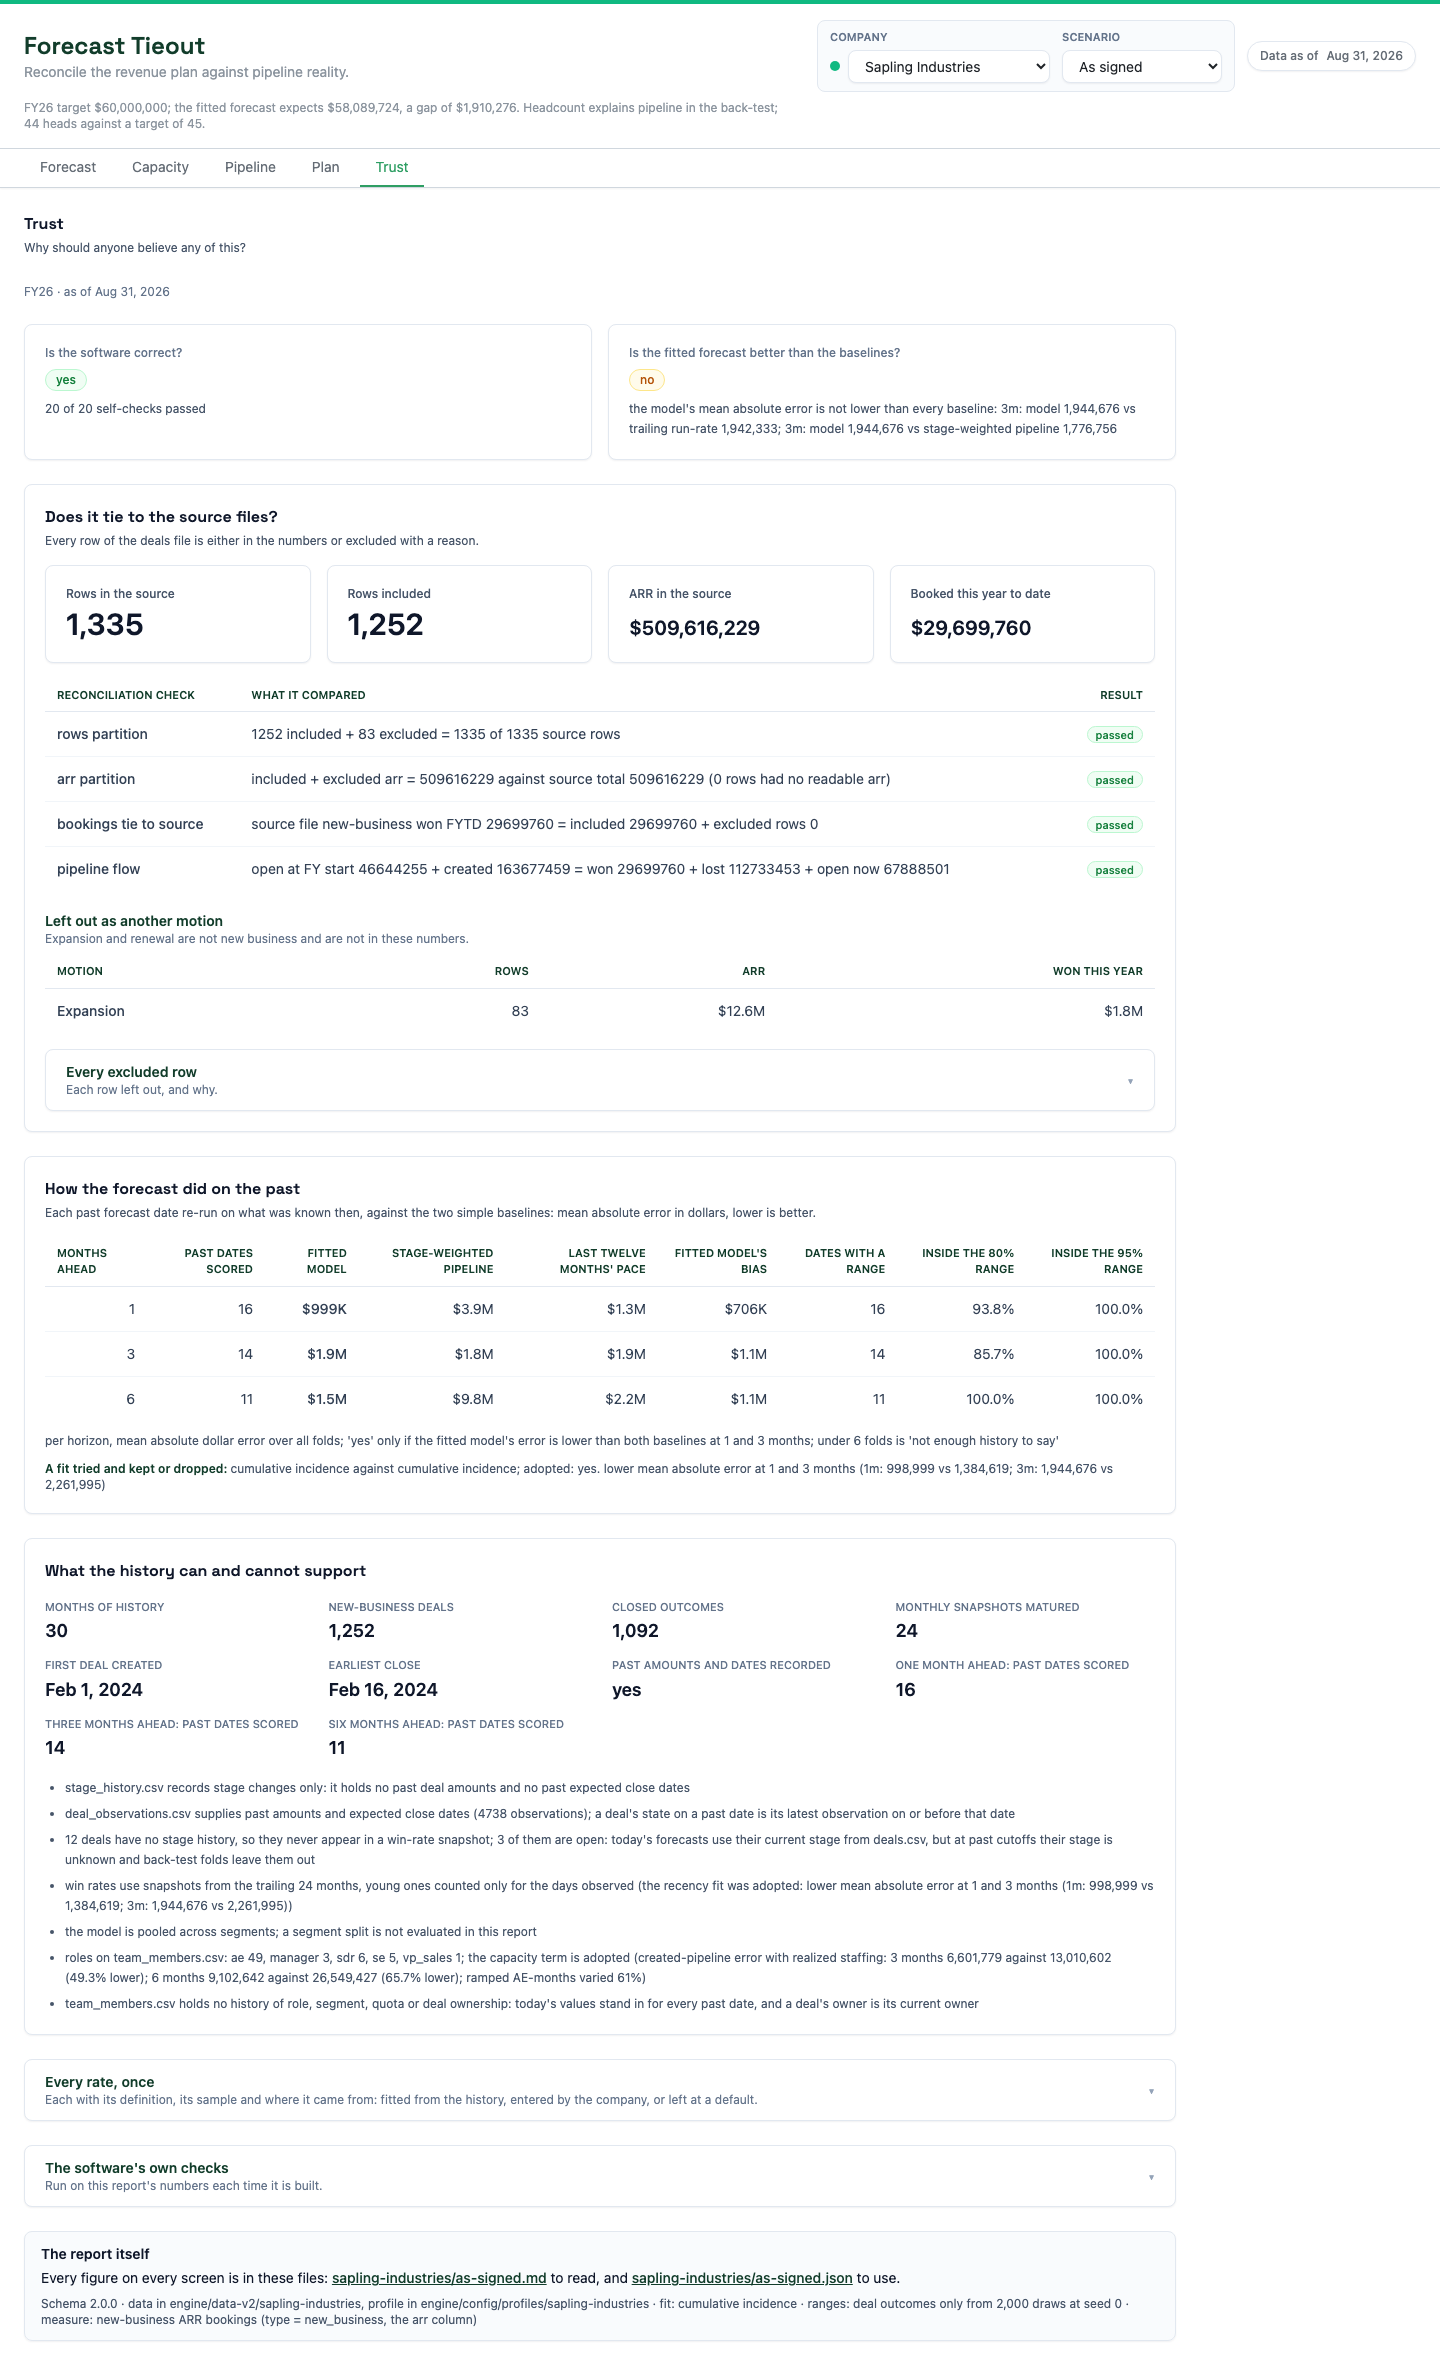 Forecast Tieout
Reconcile the revenue plan against pipeline reality.
FY26 target $60,000,000; the fitted forecast expects $58,089,724, a gap of $1,910,276. Headcount explains pipeline in the back-test;
44 heads against a target of 45.
COMPANY
Sapling Industries
SCENARIO
As signed
Data as of Aug 31, 2026
Forecast
Capacity
Pipeline
Plan
Trust
Trust
Why should anyone believe any of this?
FY26 · as of Aug 31, 2026
Is the software correct?
yes
20 of 20 self-checks passed
Is the fitted forecast better than the baselines?
no
the model's mean absolute error is not lower than every baseline: 3m: model 1,944,676 vs
trailing run-rate 1,942,333; 3m: model 1,944,676 vs stage-weighted pipeline 1,776,756
Does it tie to the source files?
Every row of the deals file is either in the numbers or excluded with a reason.
Rows in the source
1,335
Rows included
1,252
ARR in the source
$509,616,229
Booked this year to date
$29,699,760
RECONCILIATION CHECK WHAT IT COMPARED RESULT
rows partition 1252 included + 83 excluded = 1335 of 1335 source rows passed
arr partition included + excluded arr = 509616229 against source total 509616229 (0 rows had no readable arr) passed
bookings tie to source source file new-business won FYTD 29699760 = included 29699760 + excluded rows 0 passed
pipeline flow open at FY start 46644255 + created 163677459 = won 29699760 + lost 112733453 + open now 67888501 passed
Left out as another motion
Expansion and renewal are not new business and are not in these numbers.
MOTION ROWS ARR WON THIS YEAR
Expansion 83 $12.6M $1.8M
Every excluded row
Each row left out, and why.
How the forecast did on the past
Each past forecast date re-run on what was known then, against the two simple baselines: mean absolute error in dollars, lower is better.
MONTHS AHEAD PAST DATES SCORED FITTED MODEL STAGE-WEIGHTED PIPELINE LAST TWELVE MONTHS' PACE FITTED MODEL'S BIAS DATES WITH A RANGE INSIDE THE 80% RANGE INSIDE THE 95% RANGE
1 16 $999K $3.9M $1.3M $706K 16 93.8% 100.0%
3 14 $1.9M $1.8M $1.9M $1.1M 14 85.7% 100.0%
6 11 $1.5M $9.8M $2.2M $1.1M 11 100.0% 100.0%
per horizon, mean absolute dollar error over all folds; 'yes' only if the fitted model's error is lower than both baselines at 1 and 3 months; under 6 folds is 'not enough history to say'
A fit tried and kept or dropped: cumulative incidence against cumulative incidence; adopted: yes. lower mean absolute error at 1 and 3 months (1m: 998,999 vs 1,384,619; 3m: 1,944,676 vs
2,261,995)
What the history can and cannot support
MONTHS OF HISTORY
30
NEW-BUSINESS DEALS
1,252
CLOSED OUTCOMES
1,092
MONTHLY SNAPSHOTS MATURED
24
FIRST DEAL CREATED
Feb 1, 2024
EARLIEST CLOSE
Feb 16, 2024
PAST AMOUNTS AND DATES RECORDED
yes
ONE MONTH AHEAD: PAST DATES SCORED
16
THREE MONTHS AHEAD: PAST DATES SCORED
14
SIX MONTHS AHEAD: PAST DATES SCORED
11
• stage_history.csv records stage changes only: it holds no past deal amounts and no past expected close dates
• deal_observations.csv supplies past amounts and expected close dates (4738 observations); a deal's state on a past date is its latest observation on or before that date
• 12 deals have no stage history, so they never appear in a win-rate snapshot; 3 of them are open: today's forecasts use their current stage from deals.csv, but at past cutoffs their stage is
unknown and back-test folds leave them out
• win rates use snapshots from the trailing 24 months, young ones counted only for the days observed (the recency fit was adopted: lower mean absolute error at 1 and 3 months (1m: 998,999 vs
1,384,619; 3m: 1,944,676 vs 2,261,995))
• the model is pooled across segments; a segment split is not evaluated in this report
• roles on team_members.csv: ae 49, manager 3, sdr 6, se 5, vp_sales 1; the capacity term is adopted (created-pipeline error with realized staffing: 3 months 6,601,779 against 13,010,602
(49.3% lower); 6 months 9,102,642 against 26,549,427 (65.7% lower); ramped AE-months varied 61%)
• team_members.csv holds no history of role, segment, quota or deal ownership: today's values stand in for every past date, and a deal's owner is its current owner
Every rate, once
Each with its definition, its sample and where it came from: fitted from the history, entered by the company, or left at a default.
The software's own checks
Run on this report's numbers each time it is built.
The report itself
Every figure on every screen is in these files: sapling-industries/as-signed.md to read, and sapling-industries/as-signed.json to use.
Schema 2.0.0 · data in engine/data-v2/sapling-industries, profile in engine/config/profiles/sapling-industries · fit: cumulative incidence · ranges: deal outcomes only from 2,000 draws at seed 0 ·
measure: new-business ARR bookings (type = new_business, the arr column)